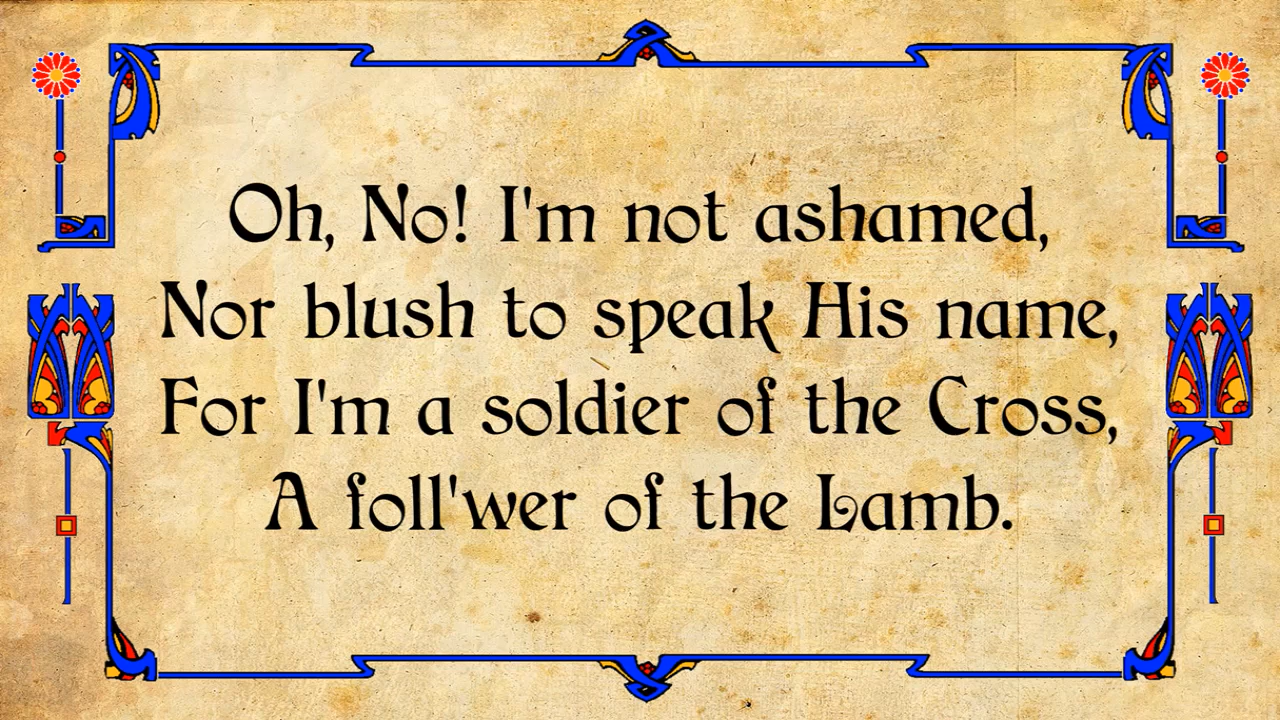 Oh, No! I'm not ashamed,
Nor blush to speak His name,
For I'm a soldier of the Cross,
A foll'wer of the Lamb.